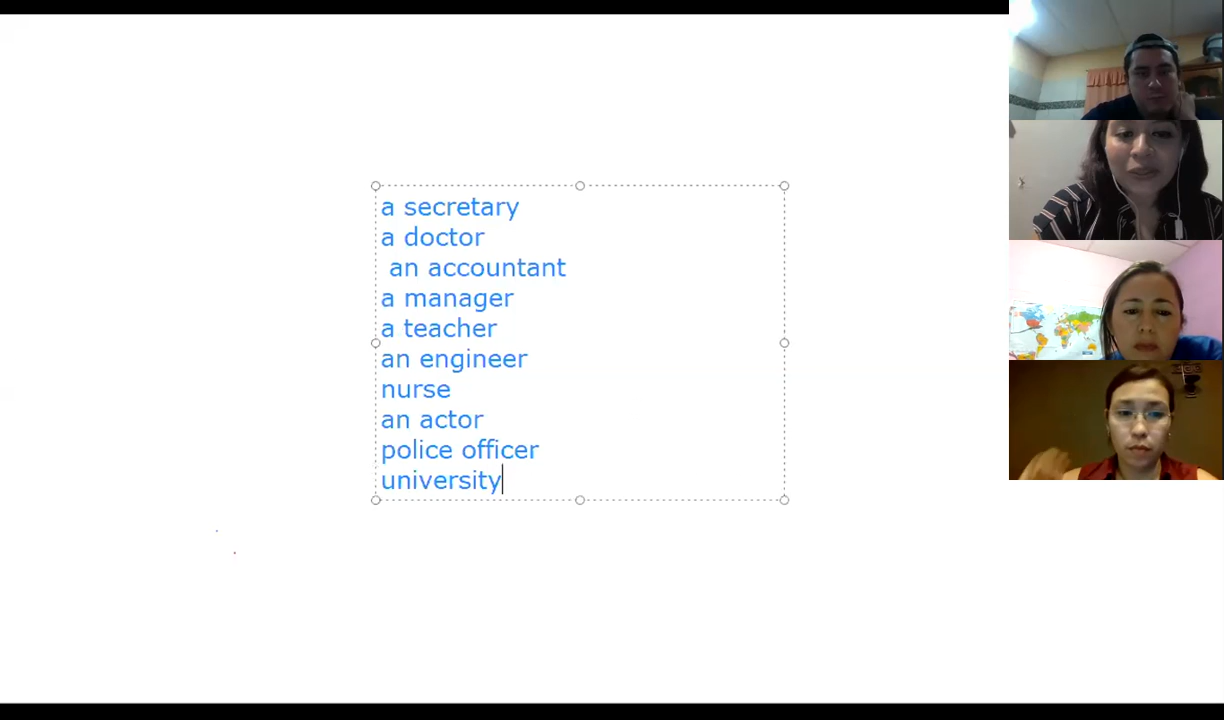 a secretary
a doctor
an accountant
a manager
a teacher
an engineer
nurse
an actor
police officer
university